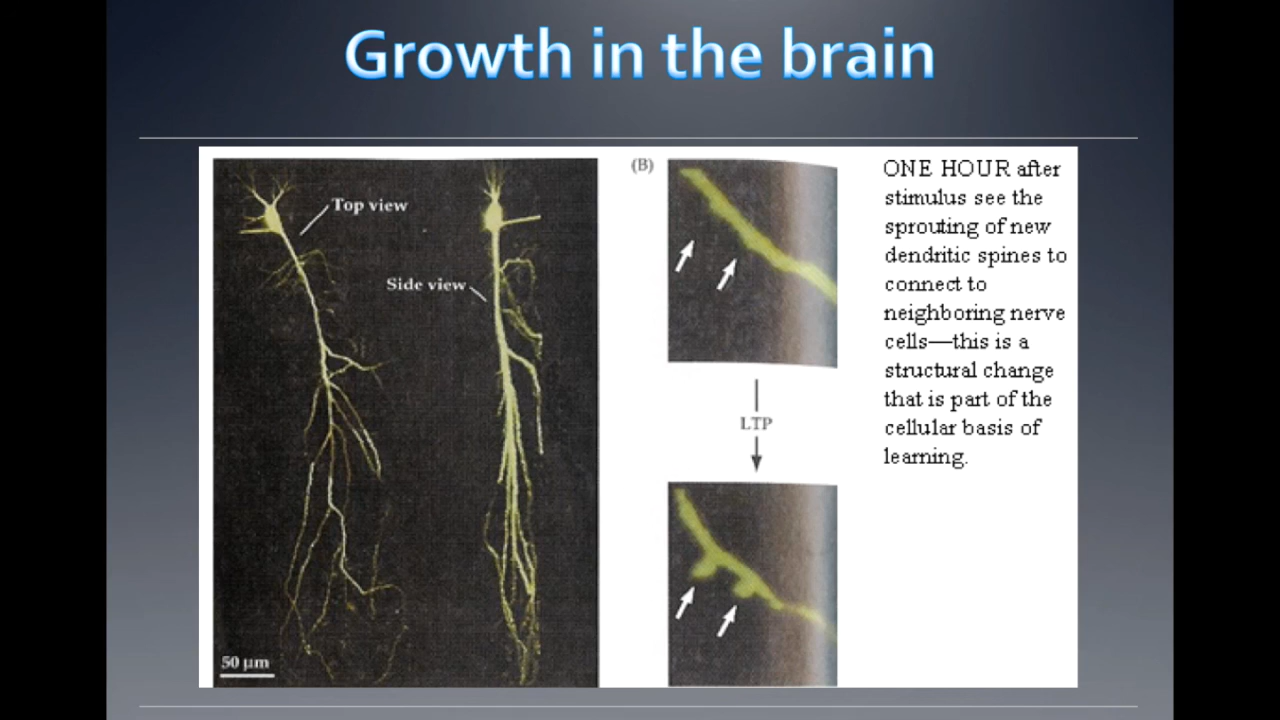 Growth in the brain
Top view
Side view
50 µm
(B)
LTP
ONE HOUR after
stimulus see the
sprouting of new
dendritic spines to
connect to
neighboring nerve
cells—this is a
structural change
that is part of the
cellular basis of
learning.